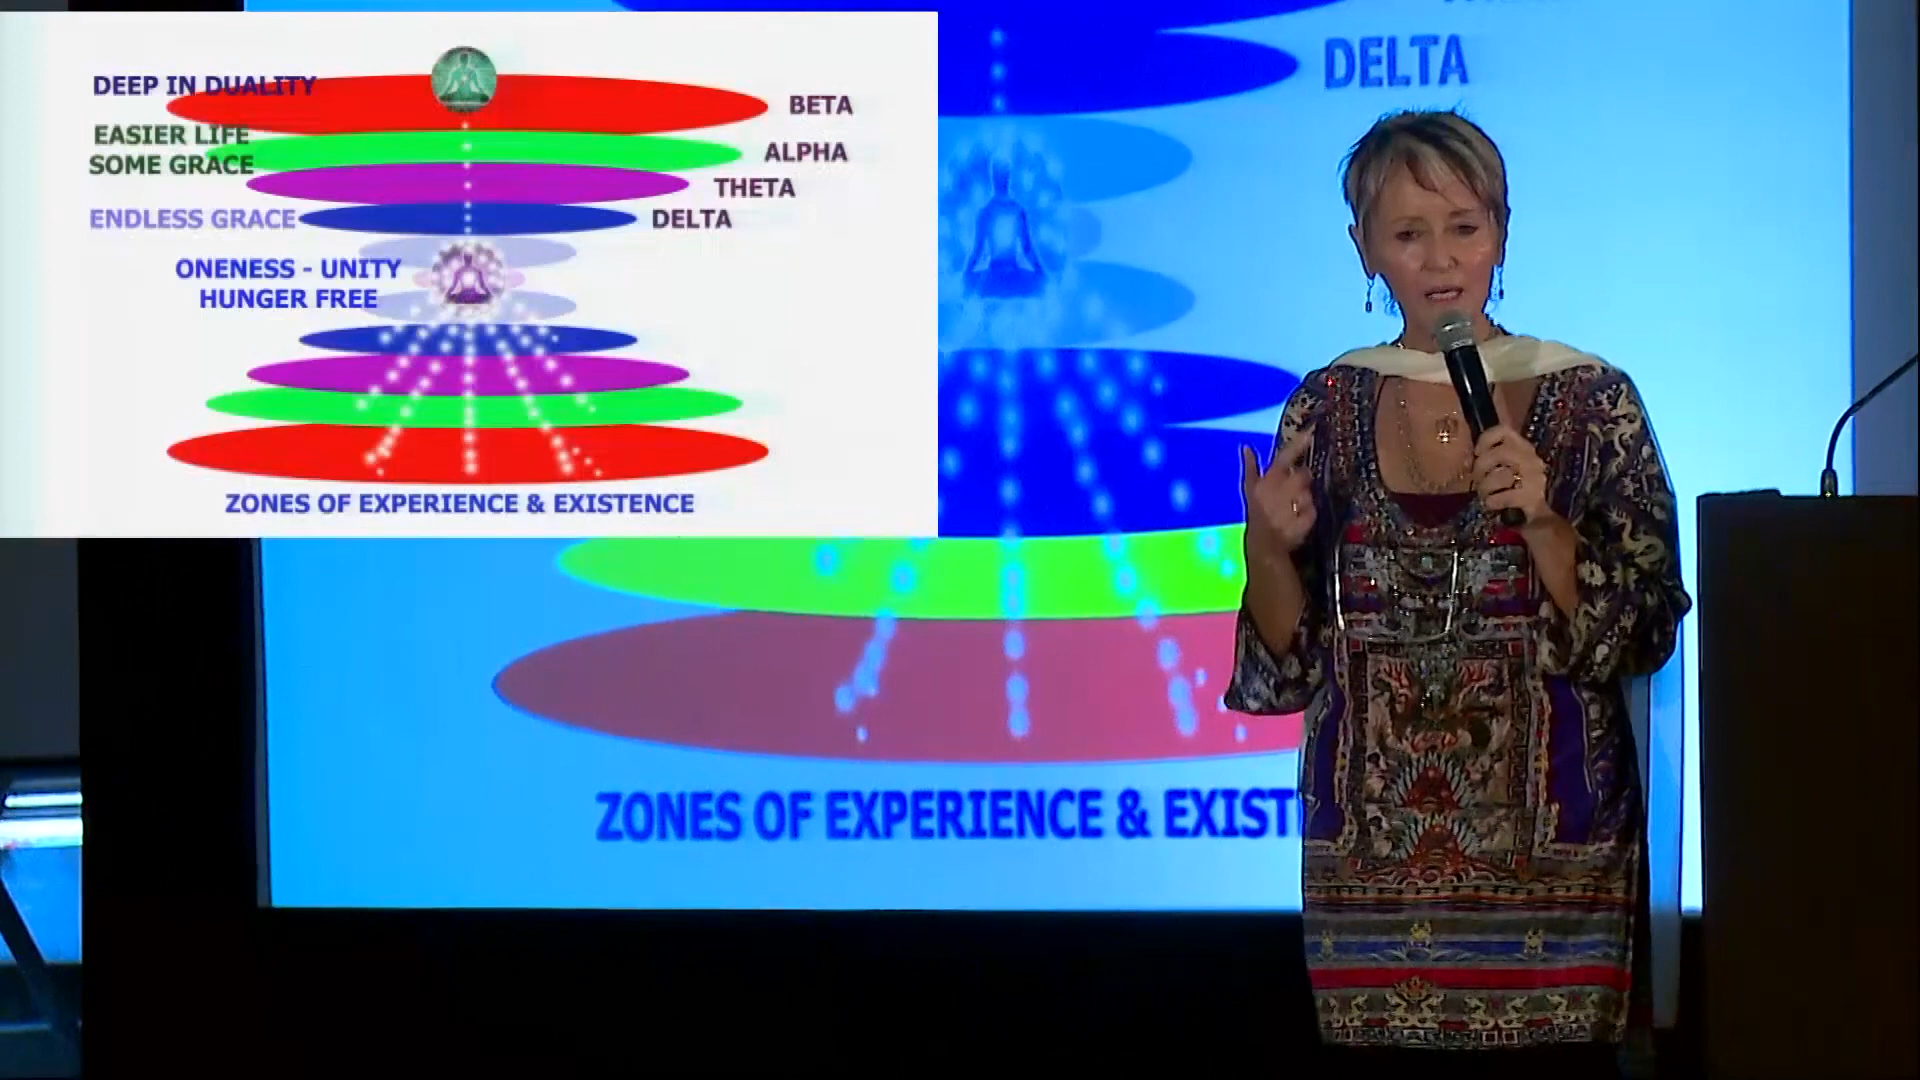 DEEP IN DUALITY
BETA
EASIER LIFE
SOME GRACE
ALPHA
THETA
ENDLESS GRACE
DELTA
ONENESS - UNITY
HUNGER FREE
ZONES OF EXPERIENCE & EXISTENCE
DELTA
ZONES OF EXPERIENCE & EXIST